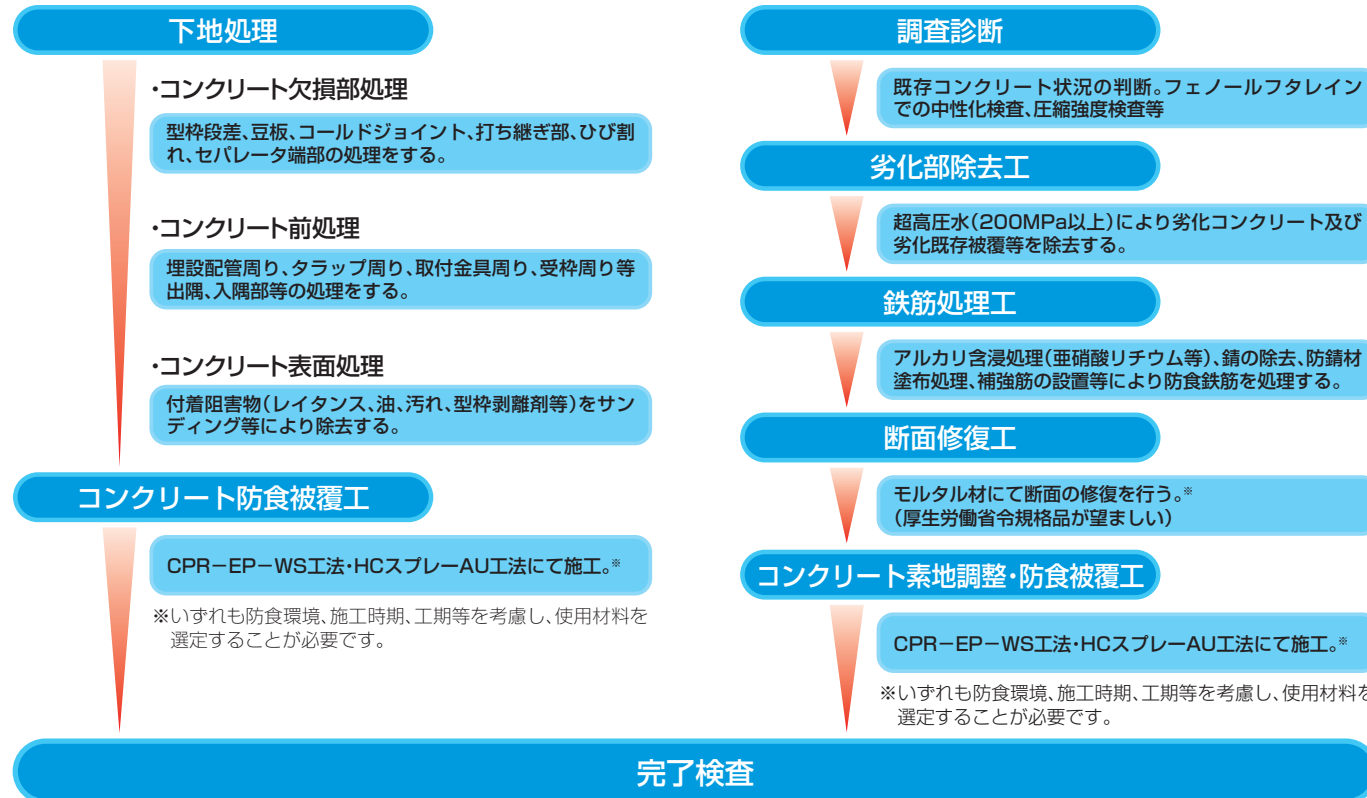 下地処理
・コンクリート欠損部処理
型枠段差、豆板、コールドジョイント、打ち継ぎ部、ひび割
れ、セパレータ端部の処理をする。
・コンクリート前処理
埋設配管周り、タラップ周り、取付金具周り、受枠周り等
出隅、入隅部等の処理をする。
・コンクリート表面処理
付着阻害物（レイタンス、油、汚れ、型枠剥離剤等）をサン
ディング等により除去する。
コンクリート防食被覆工
CPR－EP－WS工法・HCスプレーAU工法にて施工。※
※いずれも防食環境、施工時期、工期等を考慮し、使用材料を
選定することが必要です。
調査診断
既存コンクリート状況の判断。フェノールフタレイン
での中性化検査、圧縮強度検査等
劣化部除去工
超高圧水（200MPa以上）により劣化コンクリート及び
劣化既存被覆等を除去する。
鉄筋処理工
アルカリ含浸処理（亜硝酸リチウム等）、錆の除去、防錆材
塗布処理、補強筋の設置等により防食鉄筋を処理する。
断面修復工
モルタル材にて断面の修復を行う。※
（厚生労働省令規格品が望ましい）
コンクリート素地調整・防食被覆工
CPR－EP－WS工法・HCスプレーAU工法にて施工。※
※いずれも防食環境、施工時期、工期等を考慮し、使用材料を
選定することが必要です。
完了検査